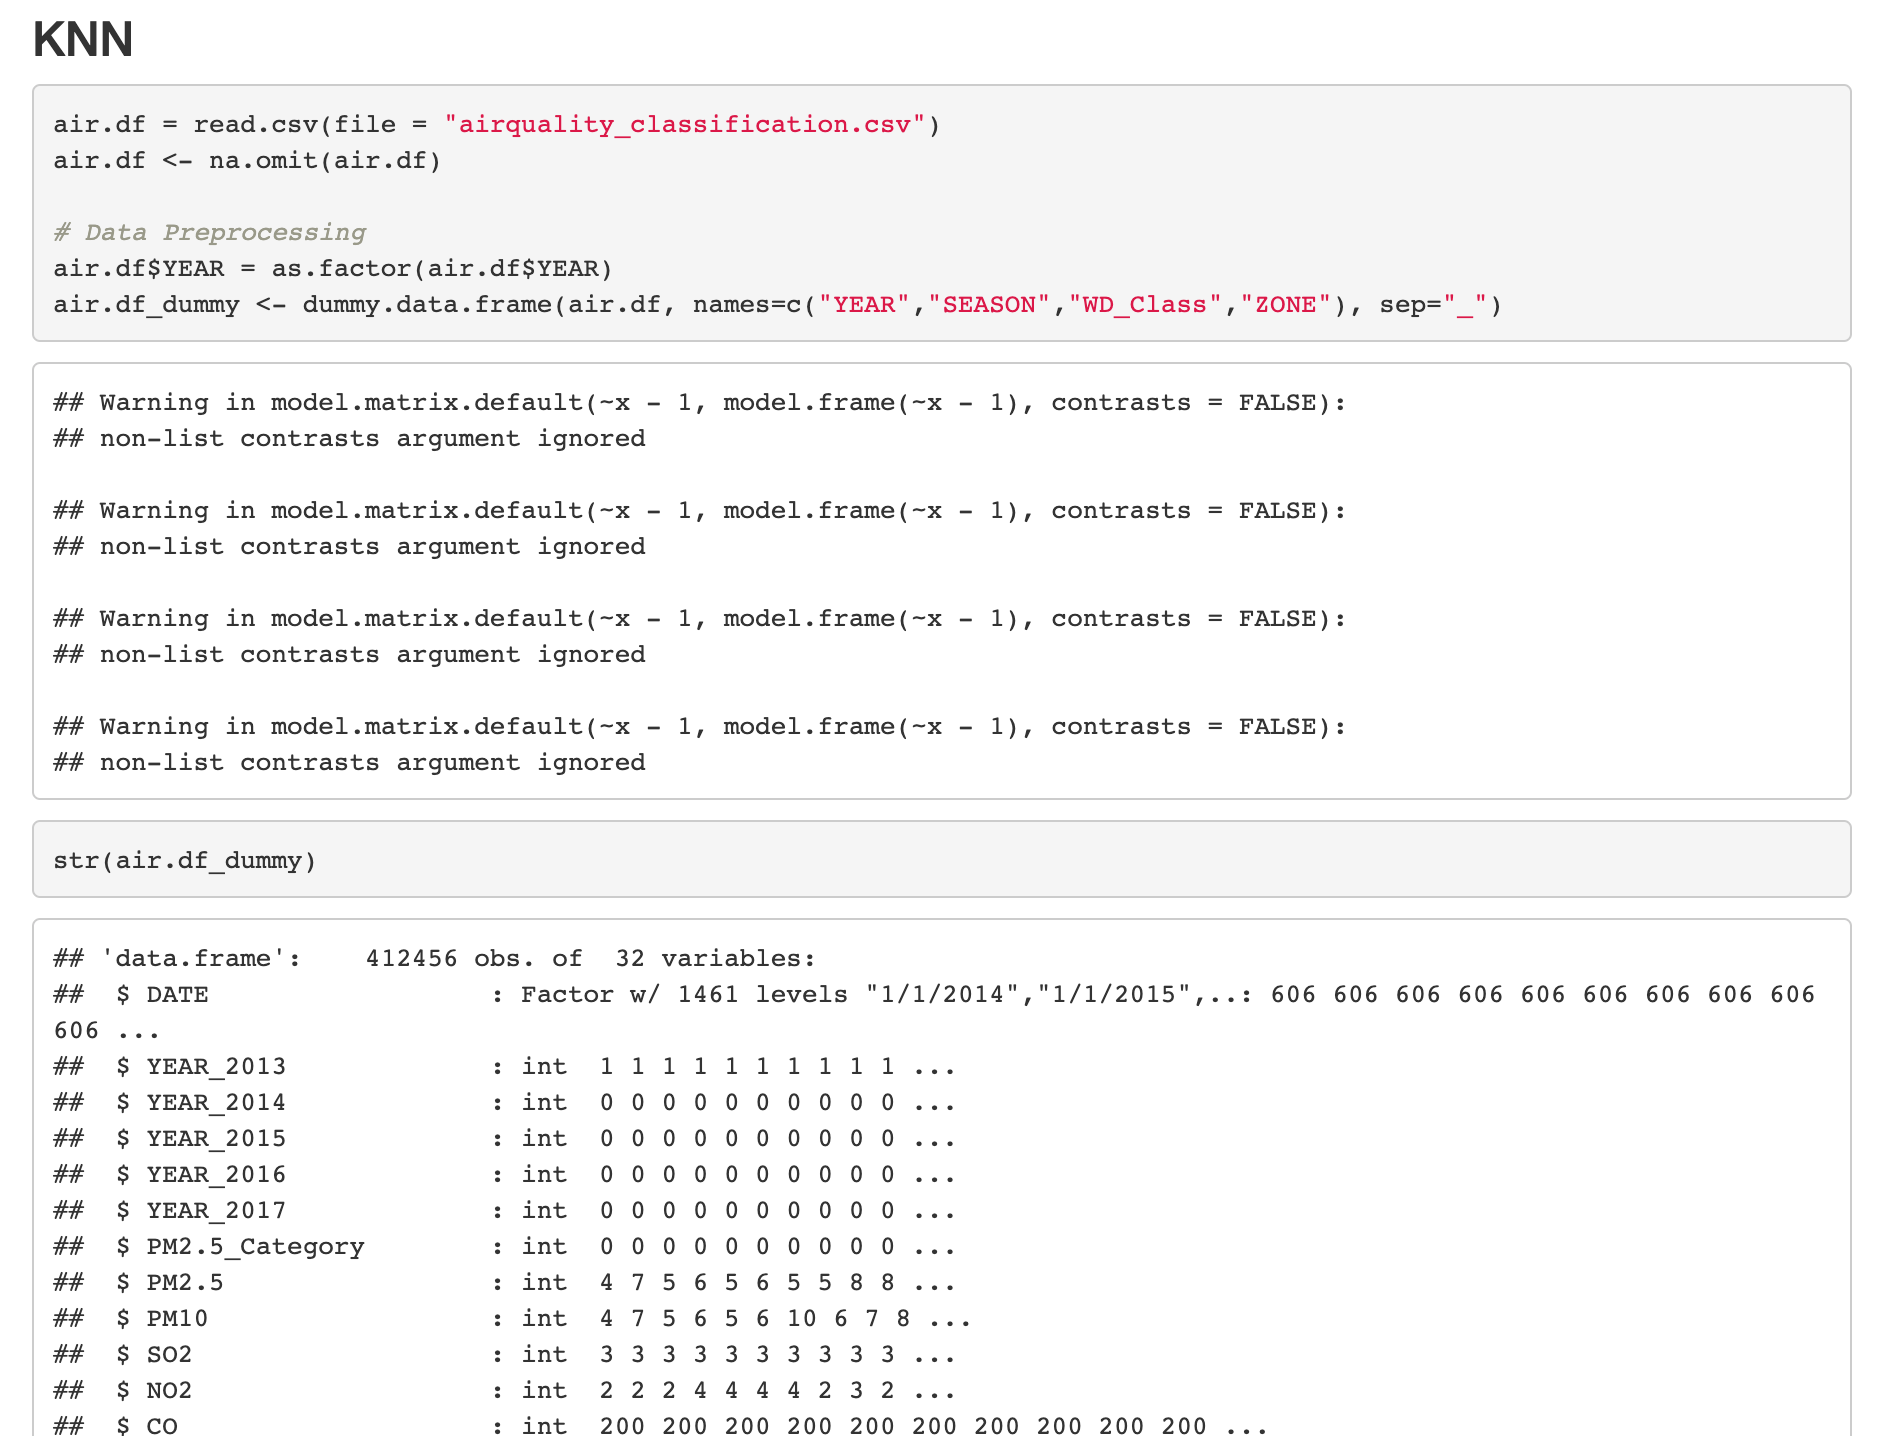 KNN
air.df = read.csv(file = "airquality_classification.csv")
air.df <- na.omit(air.df)
# Data Preprocessing
air.df$YEAR = as.factor(air.df$YEAR)
air.df_dummy <- dummy.data.frame(air.df, names=c("YEAR","SEASON","WD_Class","ZONE"), sep="_")
## Warning in model.matrix.default(~x - 1, model.frame(~x - 1), contrasts = FALSE):
## non-list contrasts argument ignored
## Warning in model.matrix.default(~x - 1, model.frame(~x - 1), contrasts = FALSE):
## non-list contrasts argument ignored
## Warning in model.matrix.default(~x - 1, model.frame(~x - 1), contrasts = FALSE):
## non-list contrasts argument ignored
## Warning in model.matrix.default(~x - 1, model.frame(~x - 1), contrasts = FALSE):
## non-list contrasts argument ignored
str(air.df_dummy)
## 'data.frame':    412456 obs. of  32 variables:
##  $ DATE                  : Factor w/ 1461 levels "1/1/2014","1/1/2015",..: 606 606 606 606 606 606 606 606 606
606 ...
##  $ YEAR_2013             : int  1 1 1 1 1 1 1 1 1 1 ...
##  $ YEAR_2014             : int  0 0 0 0 0 0 0 0 0 0 ...
##  $ YEAR_2015             : int  0 0 0 0 0 0 0 0 0 0 ...
##  $ YEAR_2016             : int  0 0 0 0 0 0 0 0 0 0 ...
##  $ YEAR_2017             : int  0 0 0 0 0 0 0 0 0 0 ...
##  $ PM2.5_Category        : int  0 0 0 0 0 0 0 0 0 0 ...
##  $ PM2.5                 : int  4 7 5 6 5 6 5 5 8 8 ...
##  $ PM10                  : int  4 7 5 6 5 6 10 6 7 8 ...
##  $ SO2                   : int  3 3 3 3 3 3 3 3 3 3 ...
##  $ NO2                   : int  2 2 2 4 4 4 4 2 3 2 ...
##  $ CO                    : int  200 200 200 200 200 200 200 200 200 200 ...